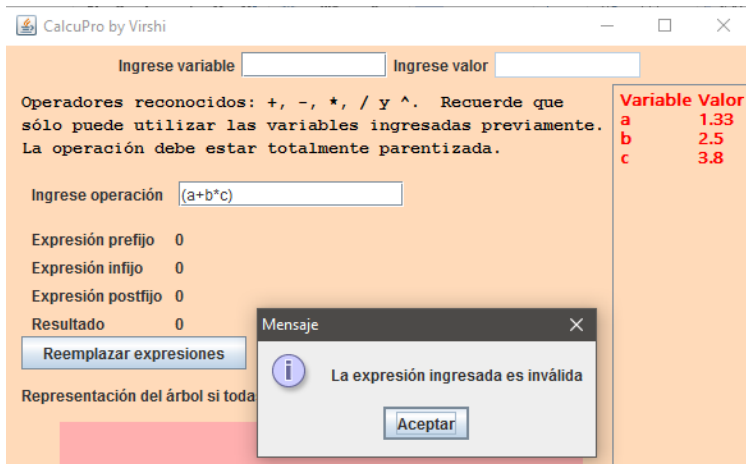 CalcuPro by Virshi
Ingrese variable
Ingrese valor
Operadores reconocidos: +, -, *, / y ^. Recuerde que
sólo puede utilizar las variables ingresadas previamente.
La operación debe estar totalmente parentizada.
Variable Valor
a 1.33
b 2.5
c 3.8
Ingrese operación (a+b*c)
Expresión prefijo 0
Expresión infijo 0
Expresión postfijo 0
Resultado 0
Reemplazar expresiones
Mensaje
La expresión ingresada es inválida
Aceptar
Representación del árbol si toda